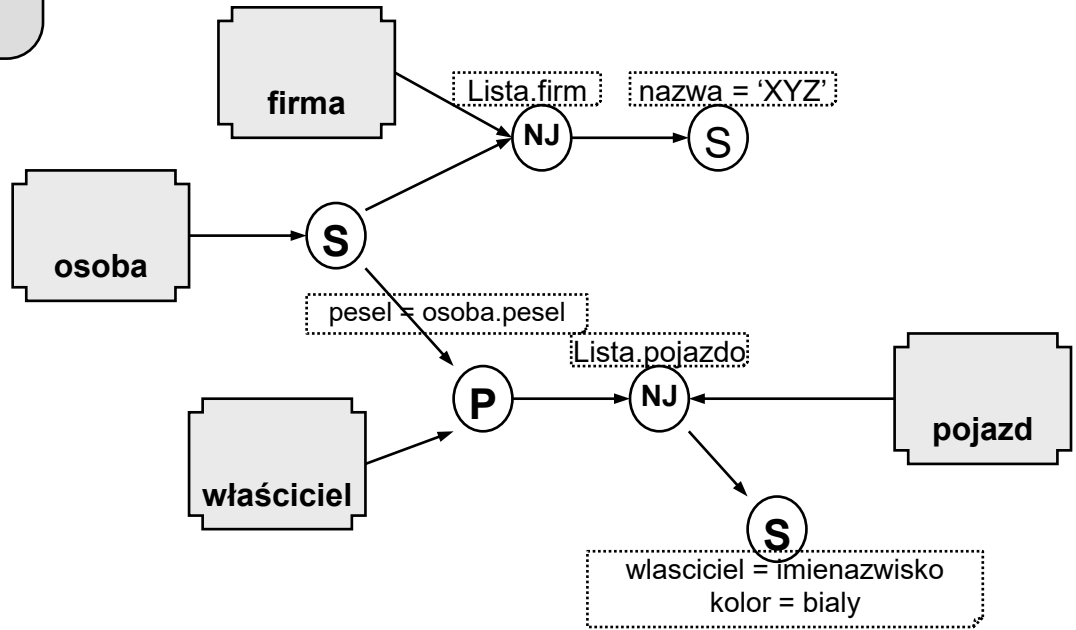 firma
Lista.firm
nazwa = ‘XYZ’
NJ
S
osoba
S
pesel = osoba.pesel
Lista.pojazdo
P
NJ
pojazd
właściciel
S
wlasciciel = imienazwisko
kolor = bialy